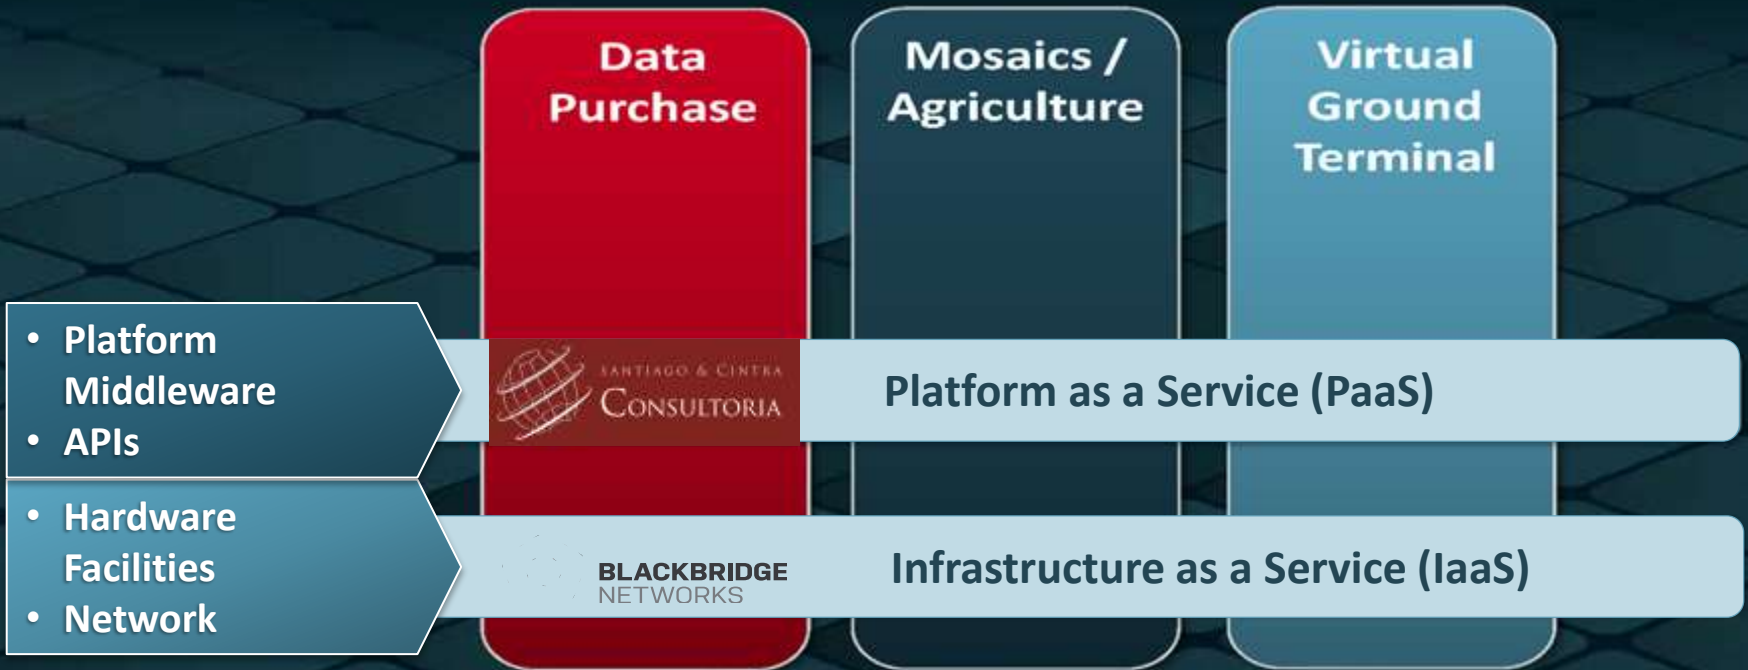 Data
Purchase
Mosaics /
Agriculture
Virtual
Ground
Terminal
• Platform
Middleware
• APIs
SANTIAGO & CINTRA
CONSULTORIA
Platform as a Service (PaaS)
• Hardware
Facilities
• Network
BLACKBRIDGE
NETWORKS
Infrastructure as a Service (IaaS)